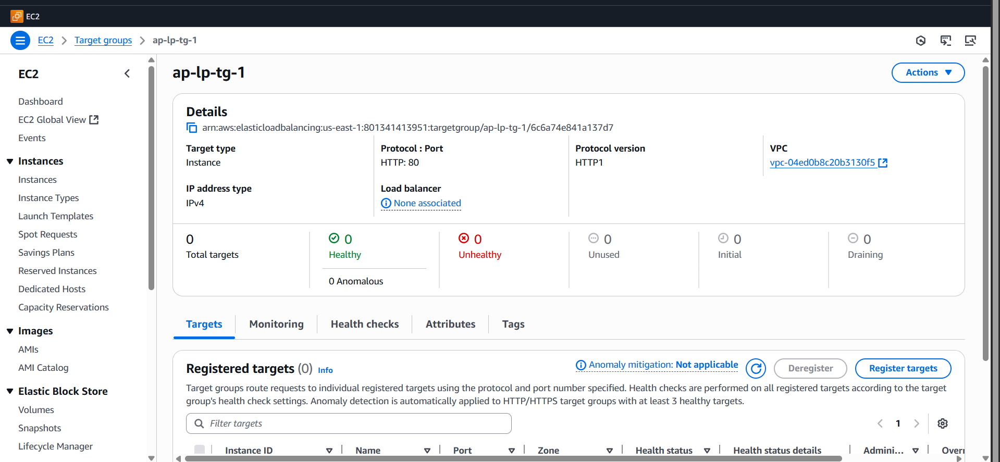 EC2
EC2 > Target groups > ap-lp-tg-1
EC2
Dashboard
EC2 Global View
Events
Instances
Instances
Instance Types
Launch Templates
Spot Requests
Savings Plans
Reserved Instances
Dedicated Hosts
Capacity Reservations
Images
AMIs
AMI Catalog
Elastic Block Store
Volumes
Snapshots
Lifecycle Manager
ap-lp-tg-1
Actions
Details
arn:aws:elasticloadbalancing:us-east-1:801341413951:targetgroup/ap-lp-tg-1/6c6a74e841a137d7
Target type
Instance
Protocol : Port
HTTP: 80
Protocol version
HTTP1
VPC
vpc-04ed0b8c20b3130f5
IP address type
IPv4
Load balancer
None associated
0
Total targets
0
Healthy
0 Anomalous
0
Unhealthy
0
Unused
0
Initial
0
Draining
Targets
Monitoring
Health checks
Attributes
Tags
Registered targets (0) Info
Anomaly mitigation: Not applicable
Deregister
Register targets
Target groups route requests to individual registered targets using the protocol and port number specified. Health checks are performed on all registered targets according to the target
group's health check settings. Anomaly detection is automatically applied to HTTP/HTTPS target groups with at least 3 healthy targets.
Filter targets
1
Instance ID
Name
Port
Zone
Health status
Health status details
Admini...
Overr